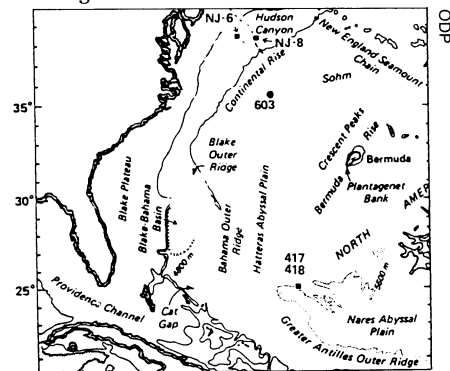 ODP
NJ-6
Hudson
Canyon
NJ-8
New England Seamount
Chain
Continental Rise
Sohm
35°
603
Crescent Peaks
Rise
Bermuda
Bermuda
Plantagenet
Bank
Blake
Outer
Ridge
30°
Blake Plateau
Blake-Bahama
Basin
Bahama Outer
Ridge
Hatteras Abyssal Plain
NORTH
AMER
4800 m
417
418
5600 m
25°
Providence Channel
Cat
Gap
Nares Abyssal
Plain
Greater Antilles Outer Ridge